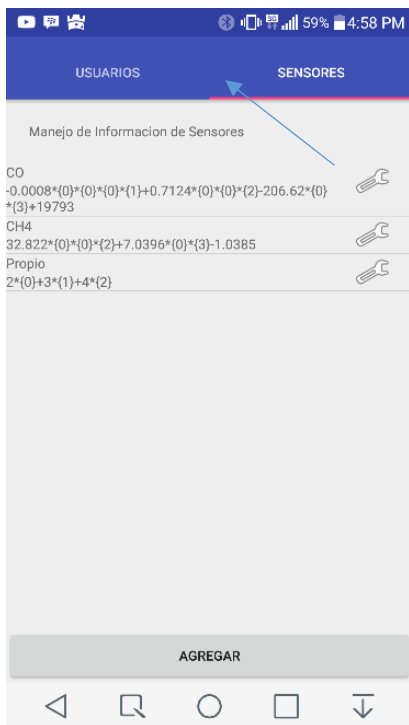 59% 4:58 PM
USUARIOS SENSORES
Manejo de Informacion de Sensores
CO
-0.0008*{0}*{0}*{0}*{1}+0.7124*{0}*{0}*{2}-206.62*{0}
*{3}+19793
CH4
32.822*{0}*{0}*{2}+7.0396*{0}*{3}-1.0385
Propio
2*{0}+3*{1}+4*{2}
AGREGAR